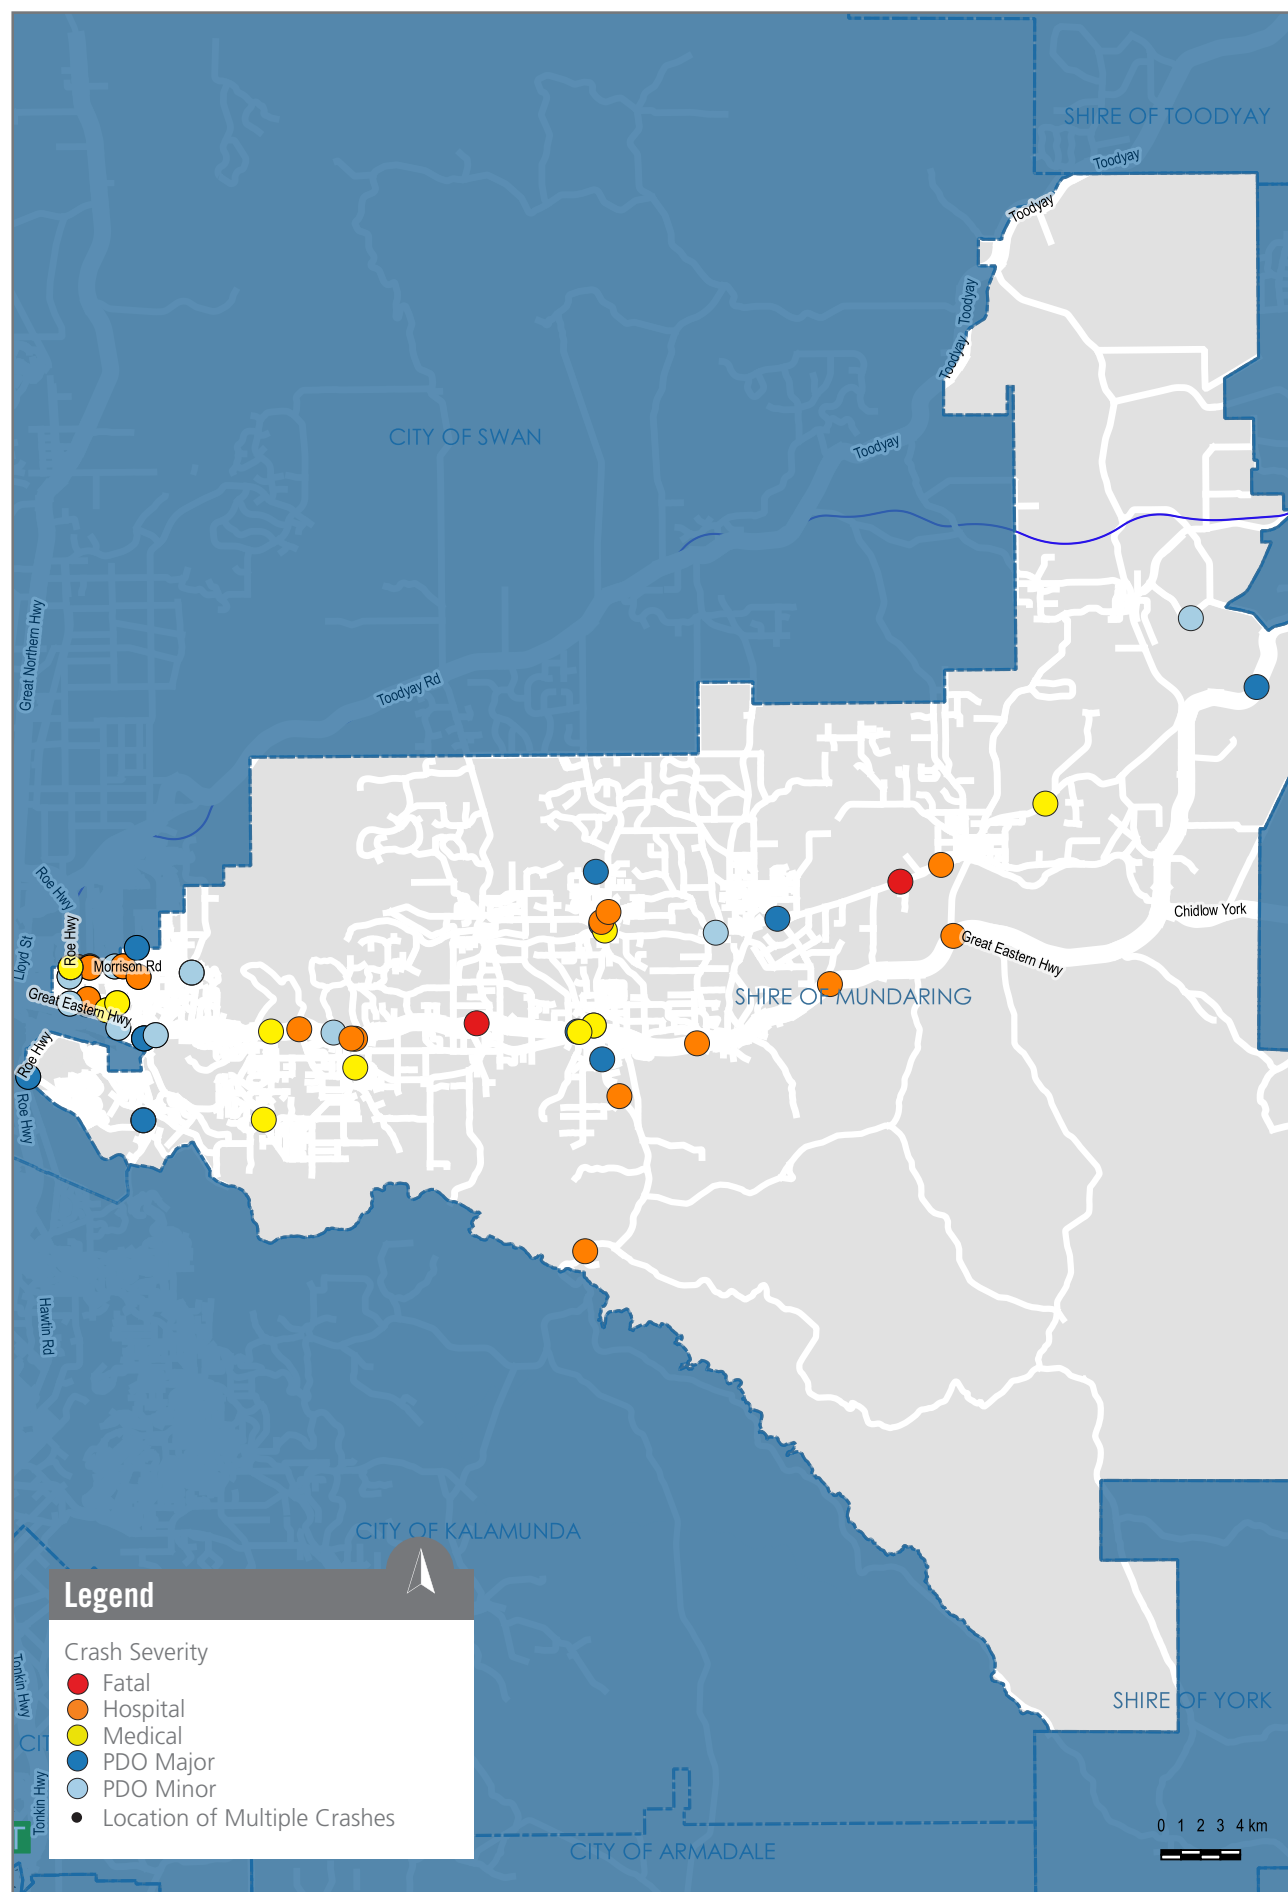 SHIRE OF TOODYAY
Toodyay
Toodyay
Toodyay
Toodyay
CITY OF SWAN
Toodyay
Great Northern Hwy
Toodyay Rd
Roe Hwy
Chidlow York
Roe Hwy
Lloyd St
Morrison Rd
Great Eastern Hwy
SHIRE OF MUNDARING
Great Eastern Hwy
Roe Hwy
Roe Hwy
Hawtin Rd
CITY OF KALAMUNDA
Legend
Crash Severity
Fatal
Hospital
Medical
PDO Major
PDO Minor
Location of Multiple Crashes
Tonkin Hwy
SHIRE OF YORK
CIT
Tonkin Hwy
0 1 2 3 4 km
CITY OF ARMADALE